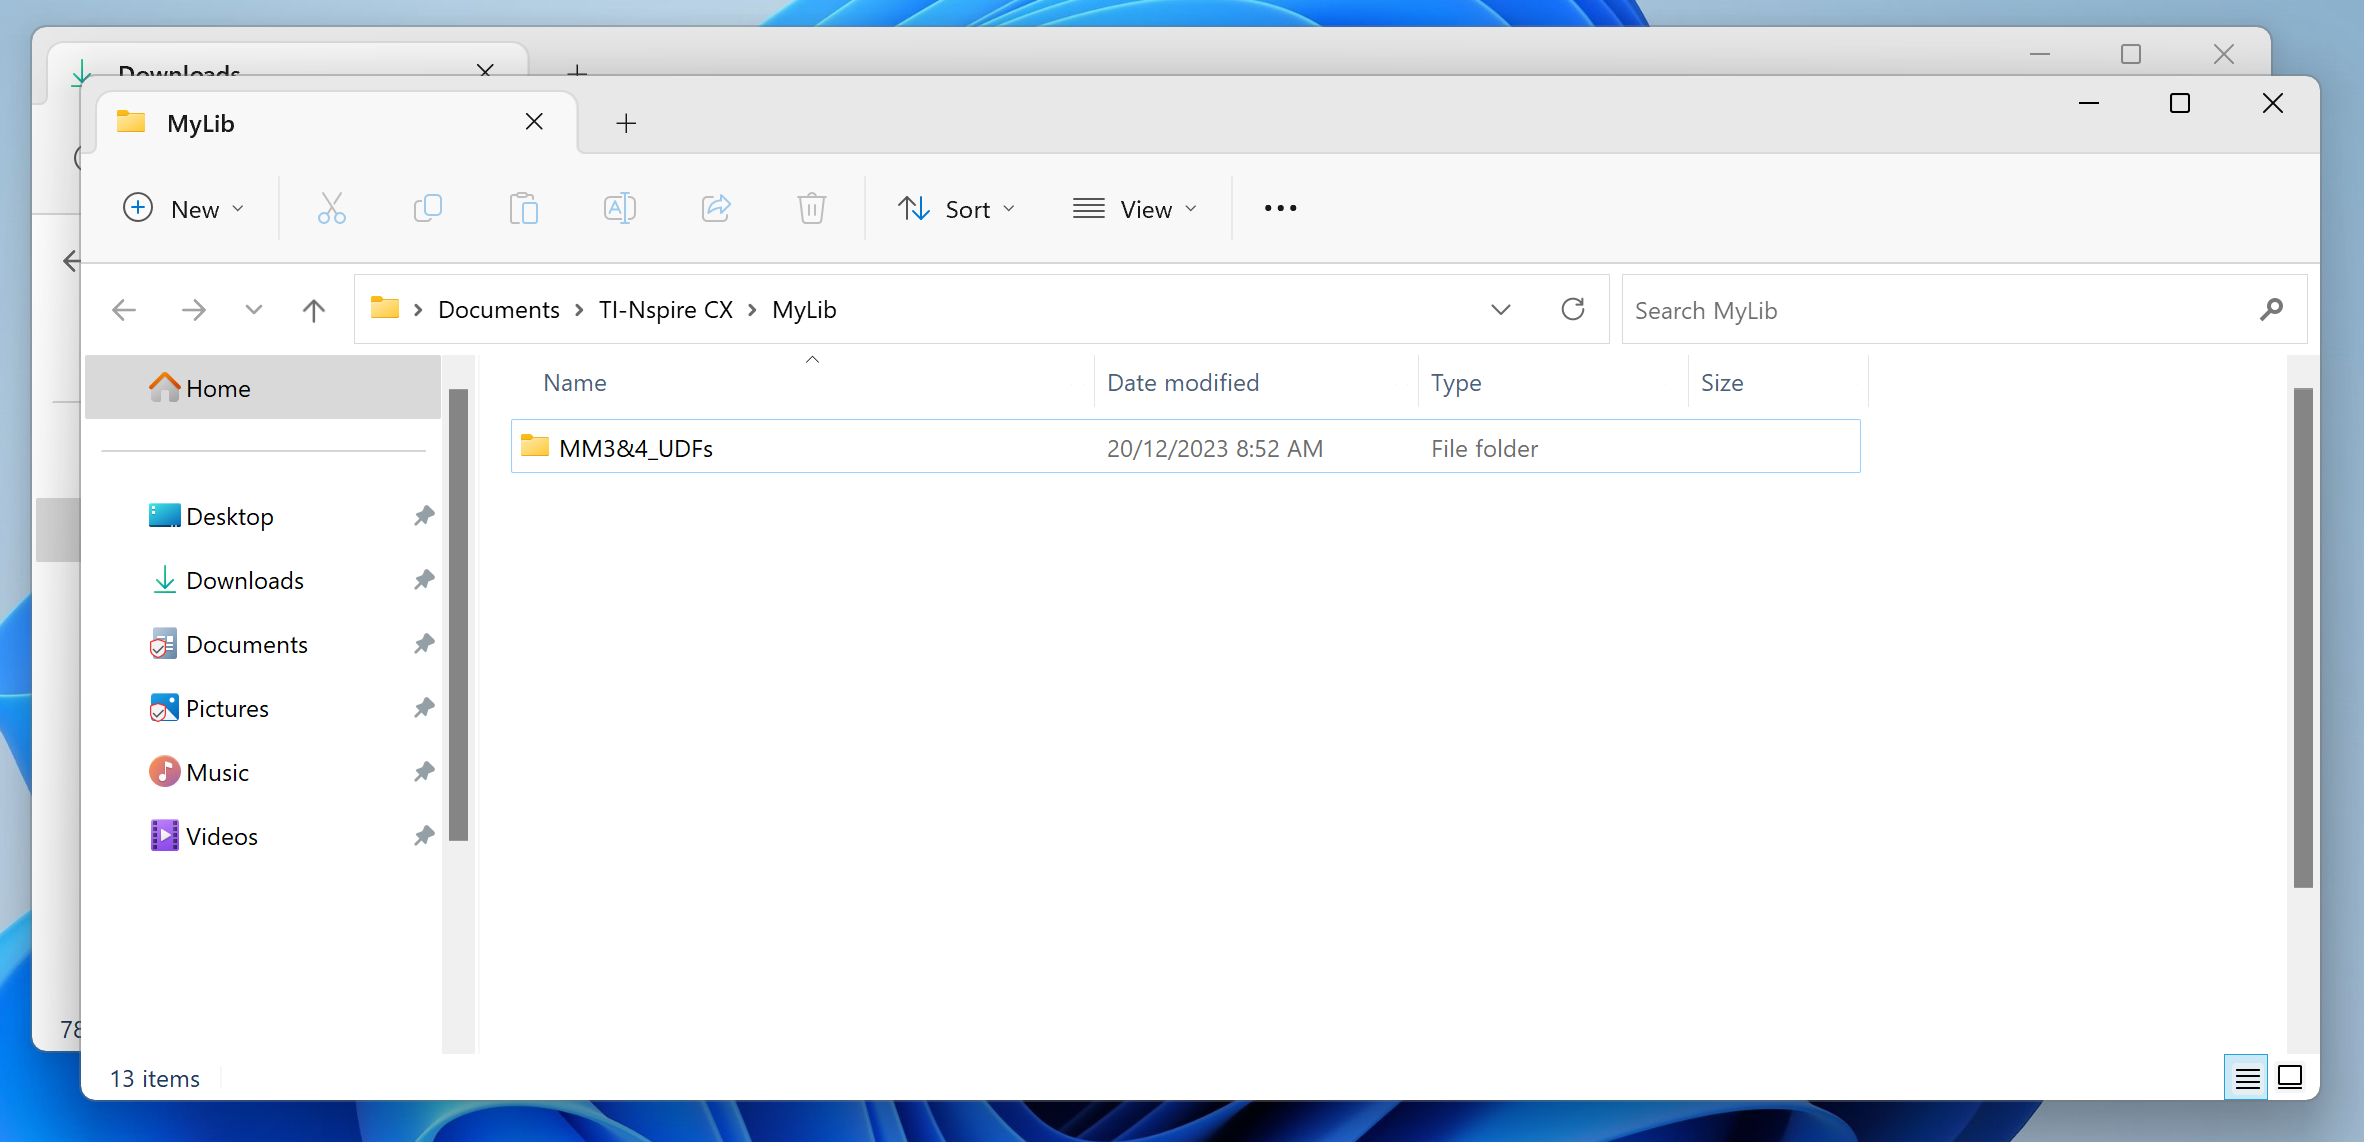 Downloads
MyLib
New
Sort
View
Documents > TI-Nspire CX > MyLib
Search MyLib
Home
Name
Date modified
Type
Size
MM3&4_UDFs
20/12/2023 8:52 AM
File folder
Desktop
Downloads
Documents
Pictures
Music
Videos
78
13 items